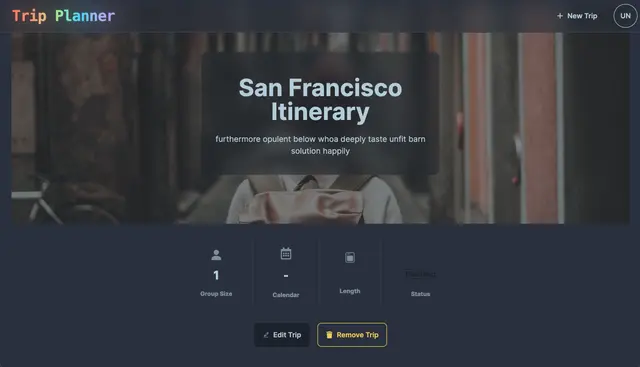 Trip Planner
+ New Trip
UN
San Francisco
Itinerary
furthermore opulent below whoa deeply taste unfit barn
solution happily
1
-
Group Size
Calendar
Length
Status
Edit Trip
Remove Trip